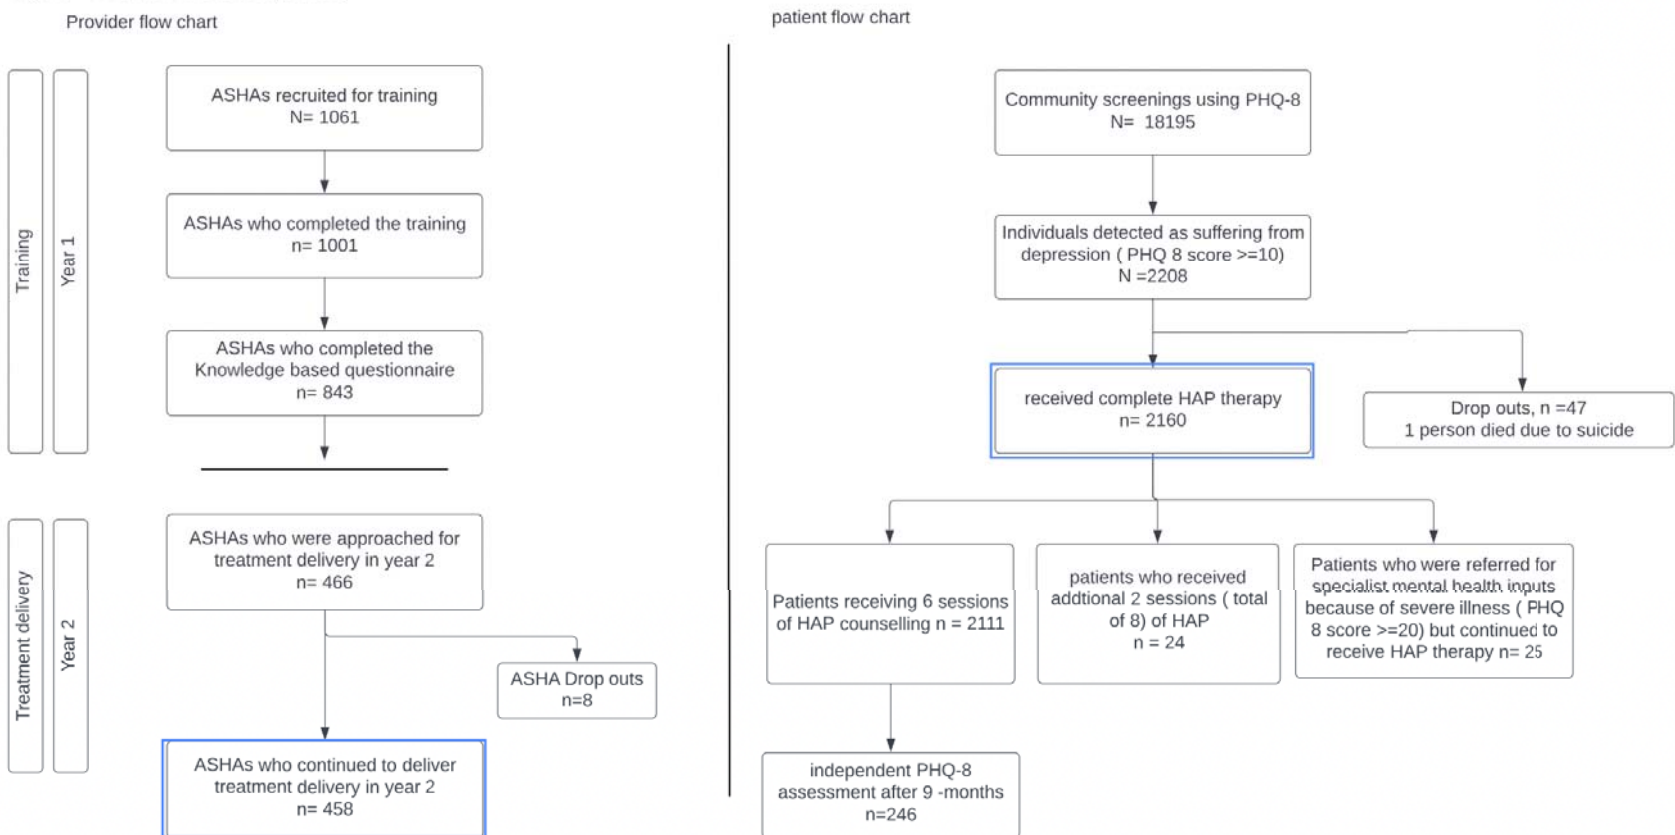 Provider flow chart
Training
Year 1
ASHAs recruited for training
N= 1061
ASHAs who completed the training
n= 1001
ASHAs who completed the
Knowledge based questionnaire
n= 843
Treatment delivery
Year 2
ASHAs who were approached for
treatment delivery in year 2
n= 466
ASHA Drop outs
n=8
ASHAs who continued to deliver
treatment delivery in year 2
n= 458
patient flow chart
Community screenings using PHQ-8
N=  18195
Individuals detected as suffering from
depression ( PHQ 8 score >=10)
N =2208
received complete HAP therapy
n= 2160
Drop outs, n =47
1 person died due to suicide
Patients receiving 6 sessions
of HAP counselling n = 2111
patients who received
addtional 2 sessions ( total
of 8) of HAP
n = 24
Patients who were referred for
specialist mental health inputs
because of severe illness ( PHQ
8 score >=20) but continued to
receive HAP therapy n= 25
independent PHQ-8
assessment after 9 -months
n=246